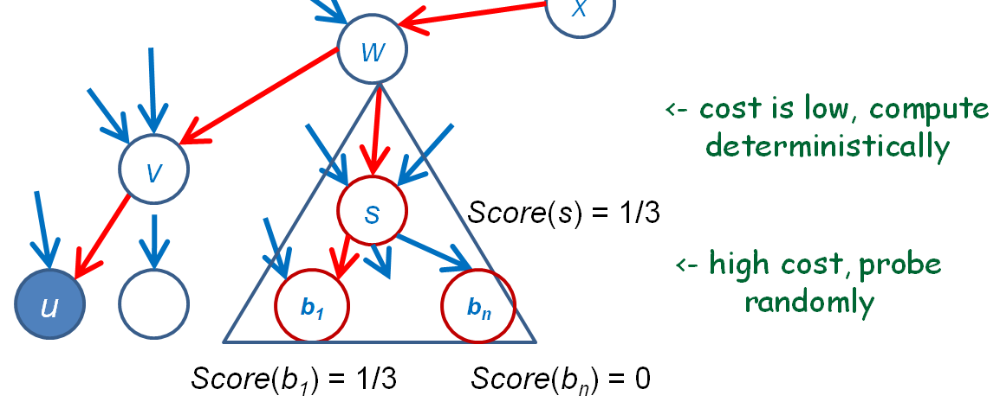 x
w
<- cost is low, compute
deterministically
v
s
Score(s) = 1/3
<- high cost, probe
randomly
u
b1
bn
Score(b1) = 1/3
Score(bn) = 0